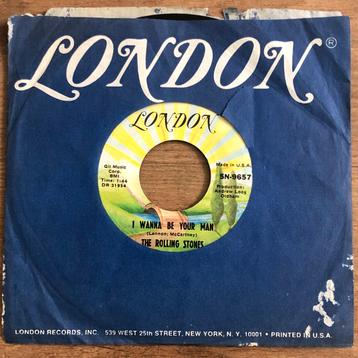 LONDON®
LONDON
Gil Music
Corp.
BMI
Time: 1:44
DR 31954
Made in U.S.A.
5N-9657
Production:
Andrew Loog
Oldham
I WANNA BE YOUR MAN
(Lennon; McCartney)
THE ROLLING STONES
LONDON RECORDS, INC. 539 WEST 25th STREET, NEW YORK, N. Y. 10001 • PRINTED IN U.S.A.